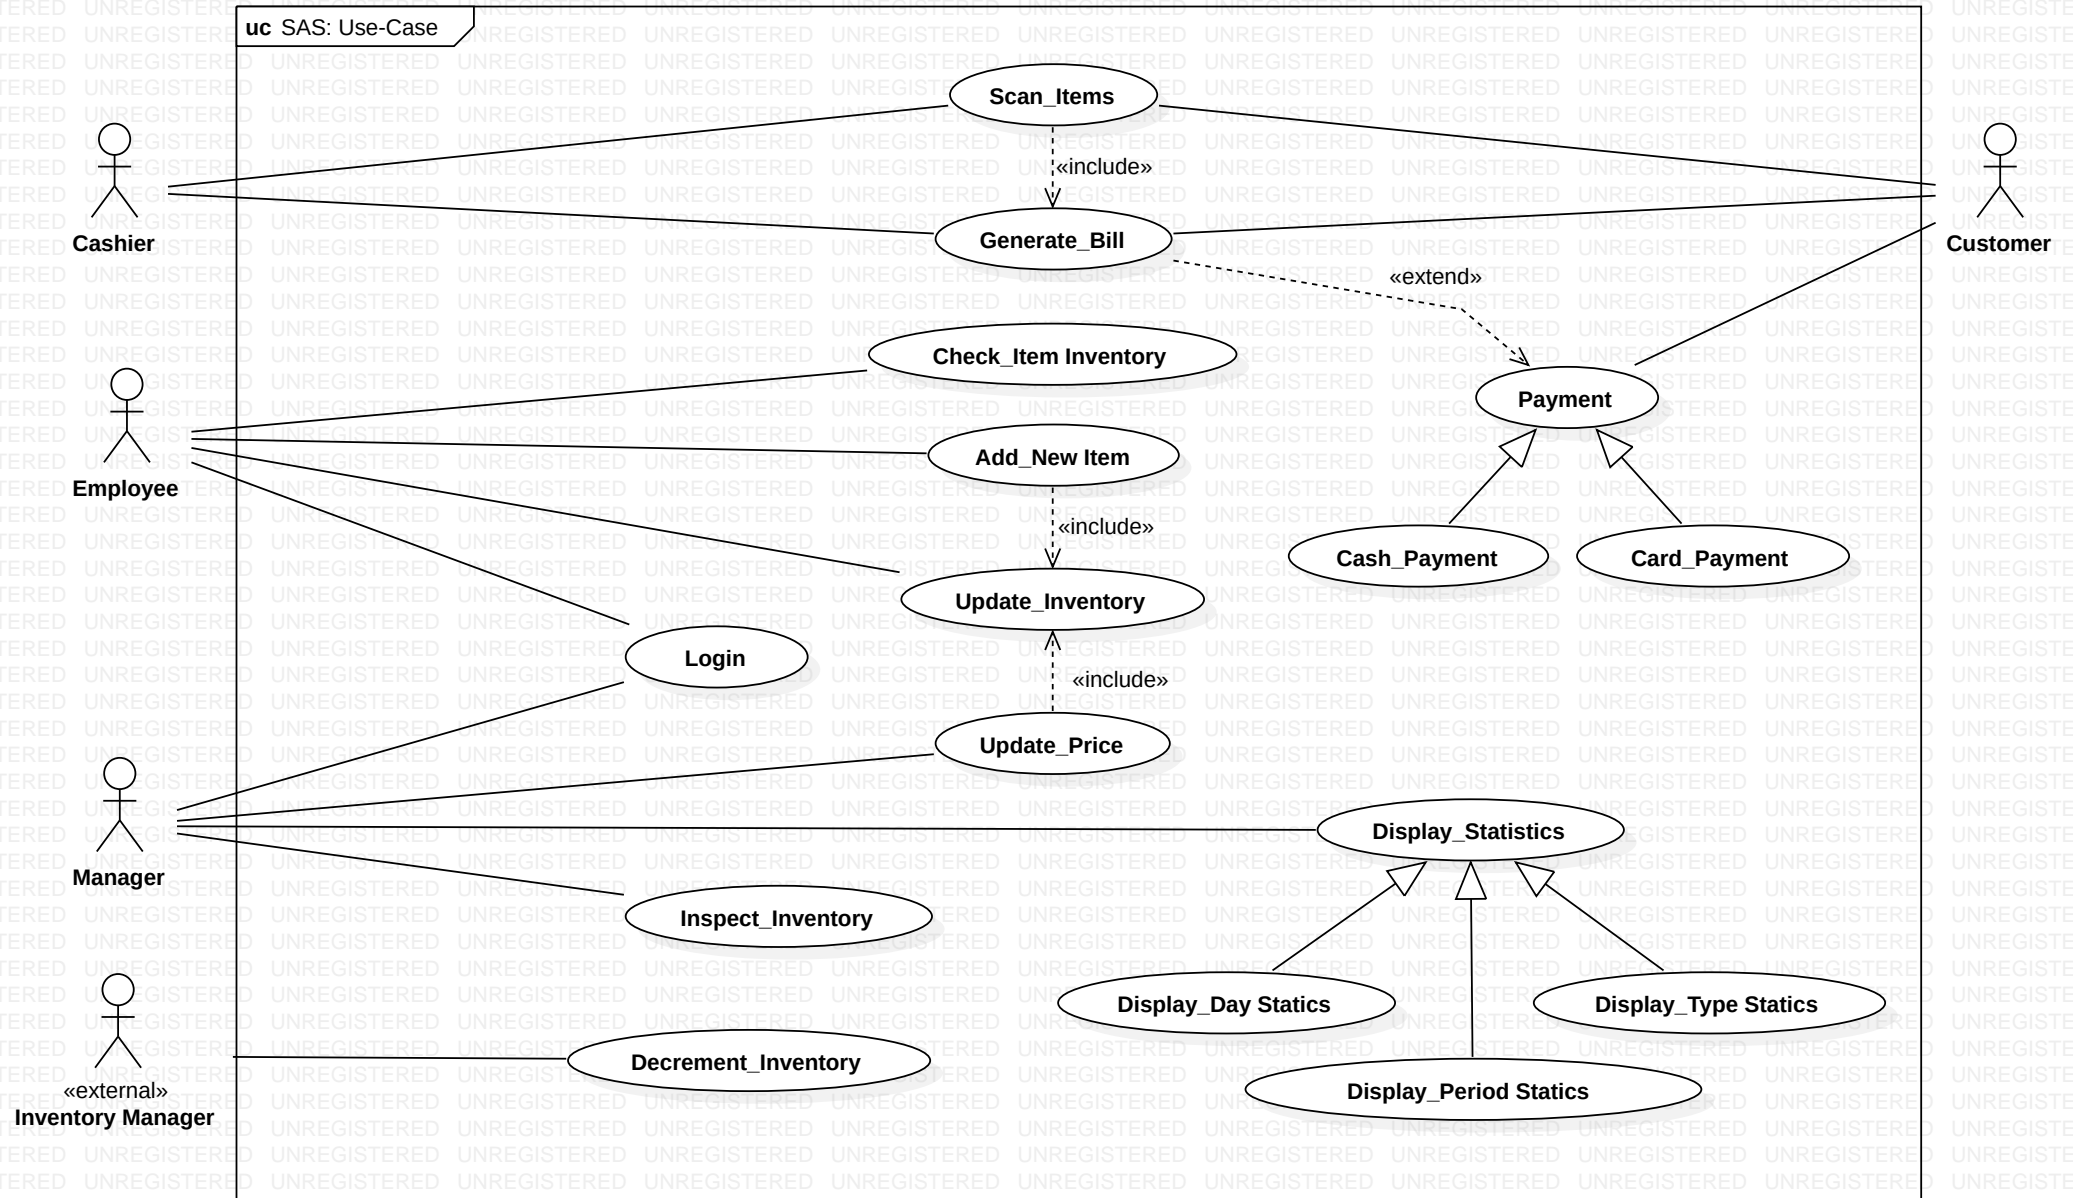 uc SAS: Use-Case
Scan_Items
«include»
Cashier
Generate_Bill
Customer
«extend»
Check_Item Inventory
Payment
Add_New Item
Employee
«include»
Cash_Payment
Card_Payment
Update_Inventory
Login
«include»
Update_Price
Display_Statistics
Manager
Inspect_Inventory
Display_Day Statics
Display_Type Statics
Decrement_Inventory
«external»
Inventory Manager
Display_Period Statics
UNREGISTERED